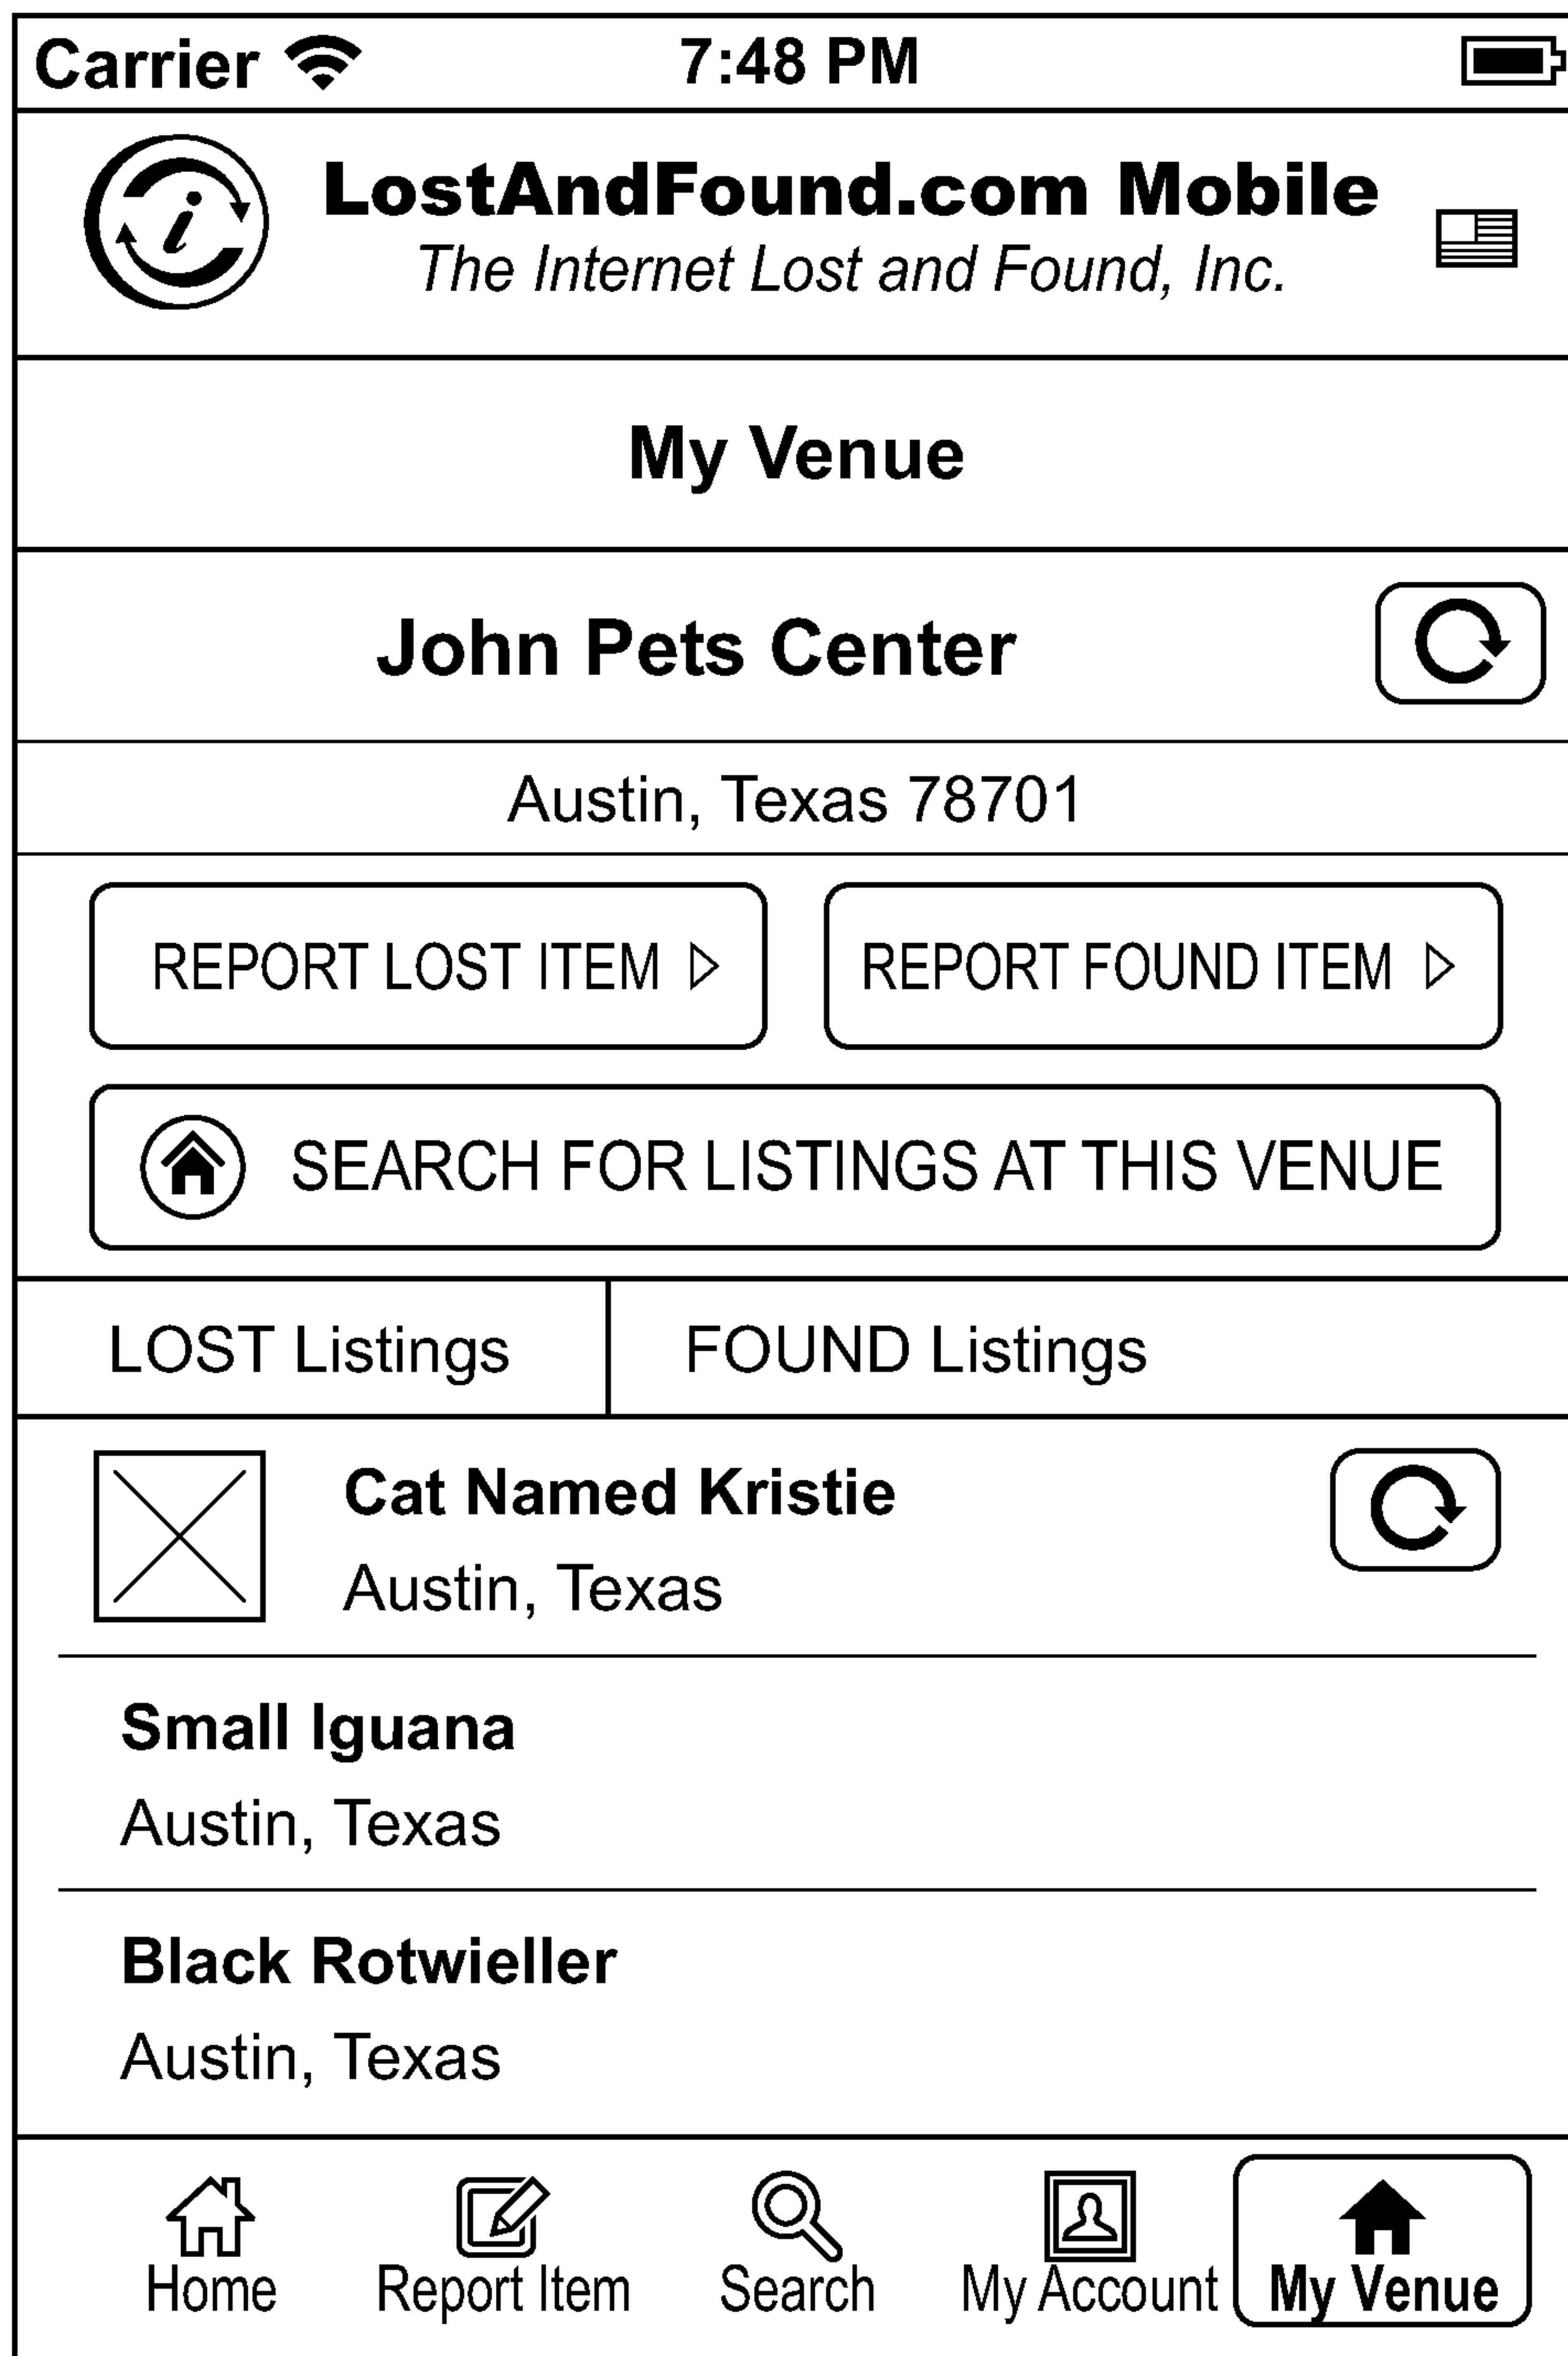 Carrier 7:48 PM
LostAndFound.com Mobile
The Internet Lost and Found, Inc.
My Venue
John Pets Center
Austin, Texas 78701
REPORT LOST ITEM REPORT FOUND ITEM
SEARCH FOR LISTINGS AT THIS VENUE
LOST Listings FOUND Listings
Cat Named Kristie
Austin, Texas
Small Iguana
Austin, Texas
Black Rotwieller
Austin, Texas
Home Report Item Search My Account My Venue